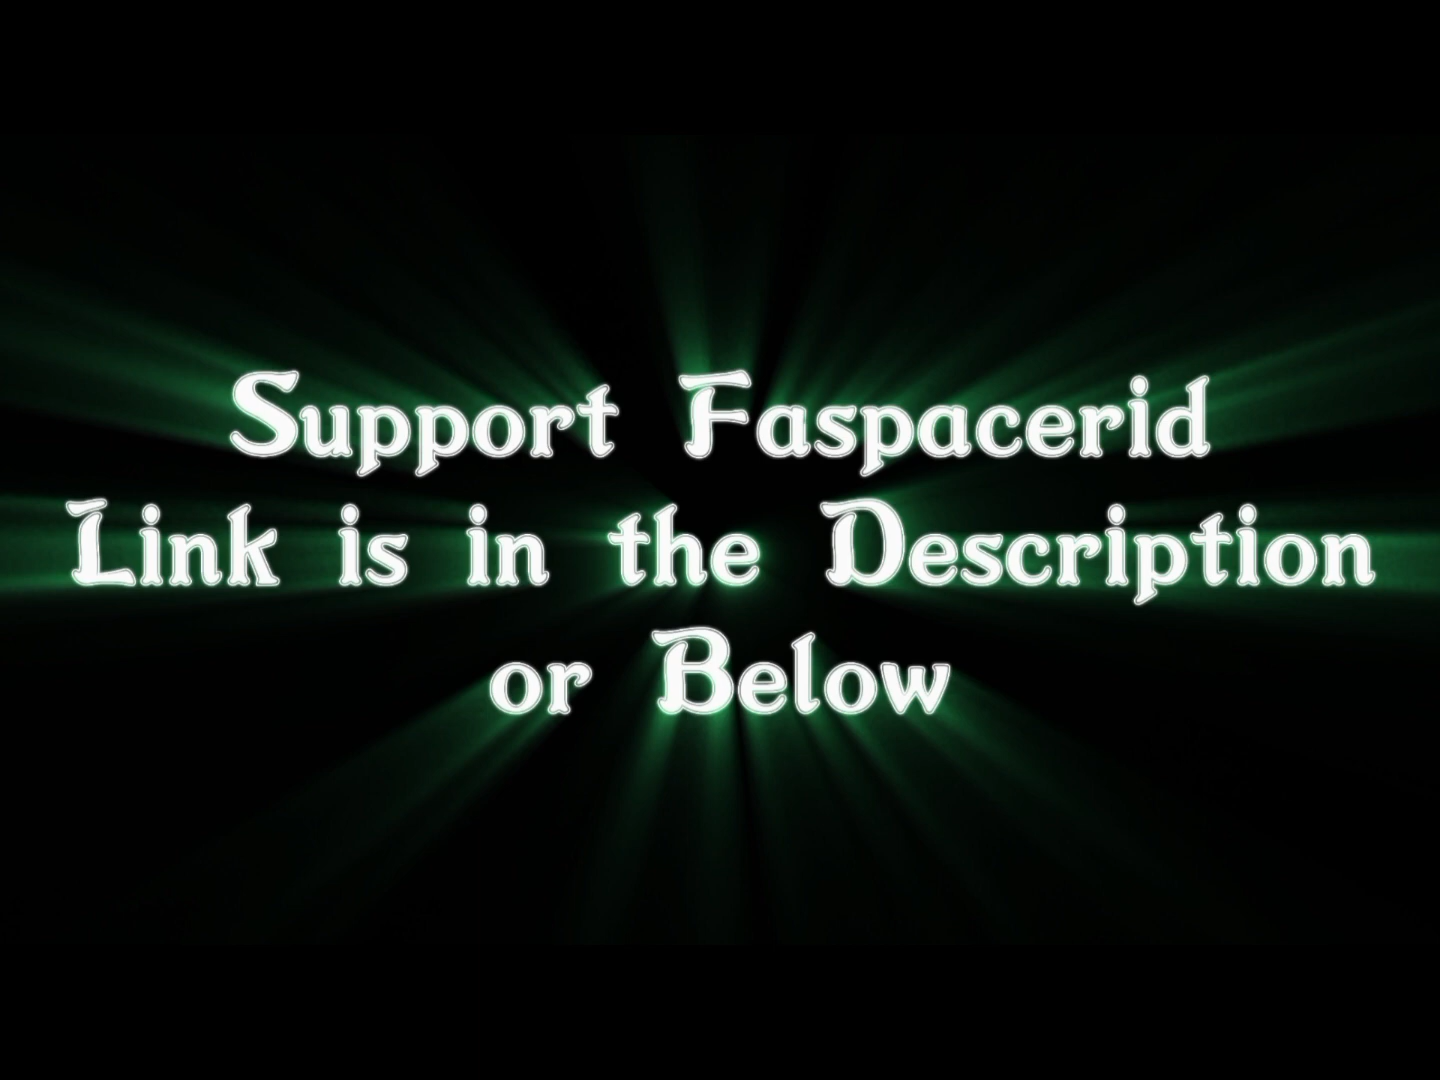 Support Faspacerid
Link is in the Description
or Below